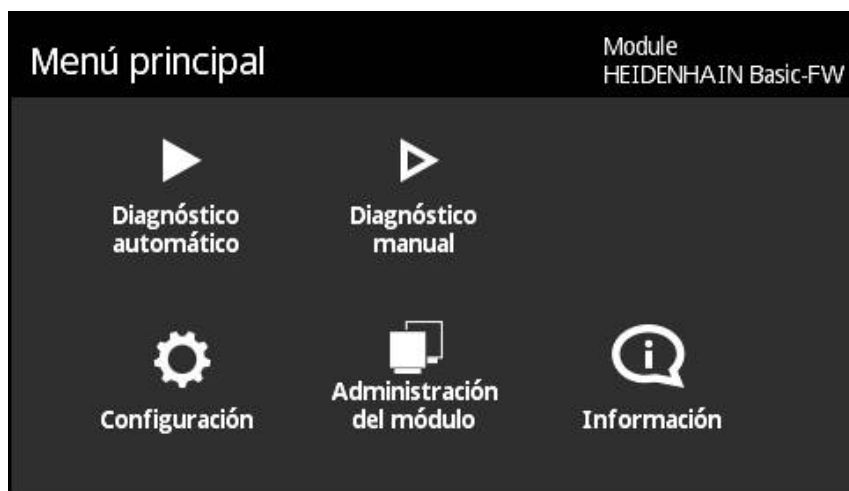 Menú principal
Module
HEIDENHAIN Basic-FW
Diagnóstico
automático
Diagnóstico
manual
Configuración
Administración
del módulo
Información